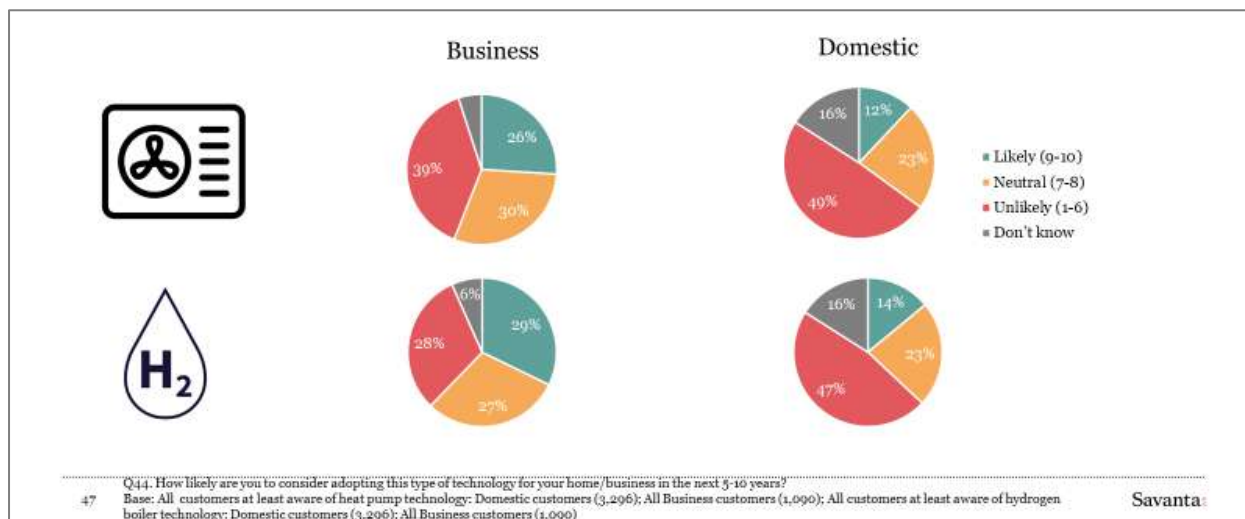 Business
Domestic
26%
30%
39%
12%
23%
49%
16%
Likely (9-10)
Neutral (7-8)
Unlikely (1-6)
Don't know
H2
29%
27%
28%
6%
14%
23%
47%
16%
Q44. How likely are you to consider adopting this type of technology for your home/business in the next 5-10 years?
47
Base: All customers at least aware of heat pump technology: Domestic customers (3,296); All Business customers (1,090); All customers at least aware of hydrogen
boiler technology: Domestic customers (3,296); All Business customers (1,090)
Savanta: